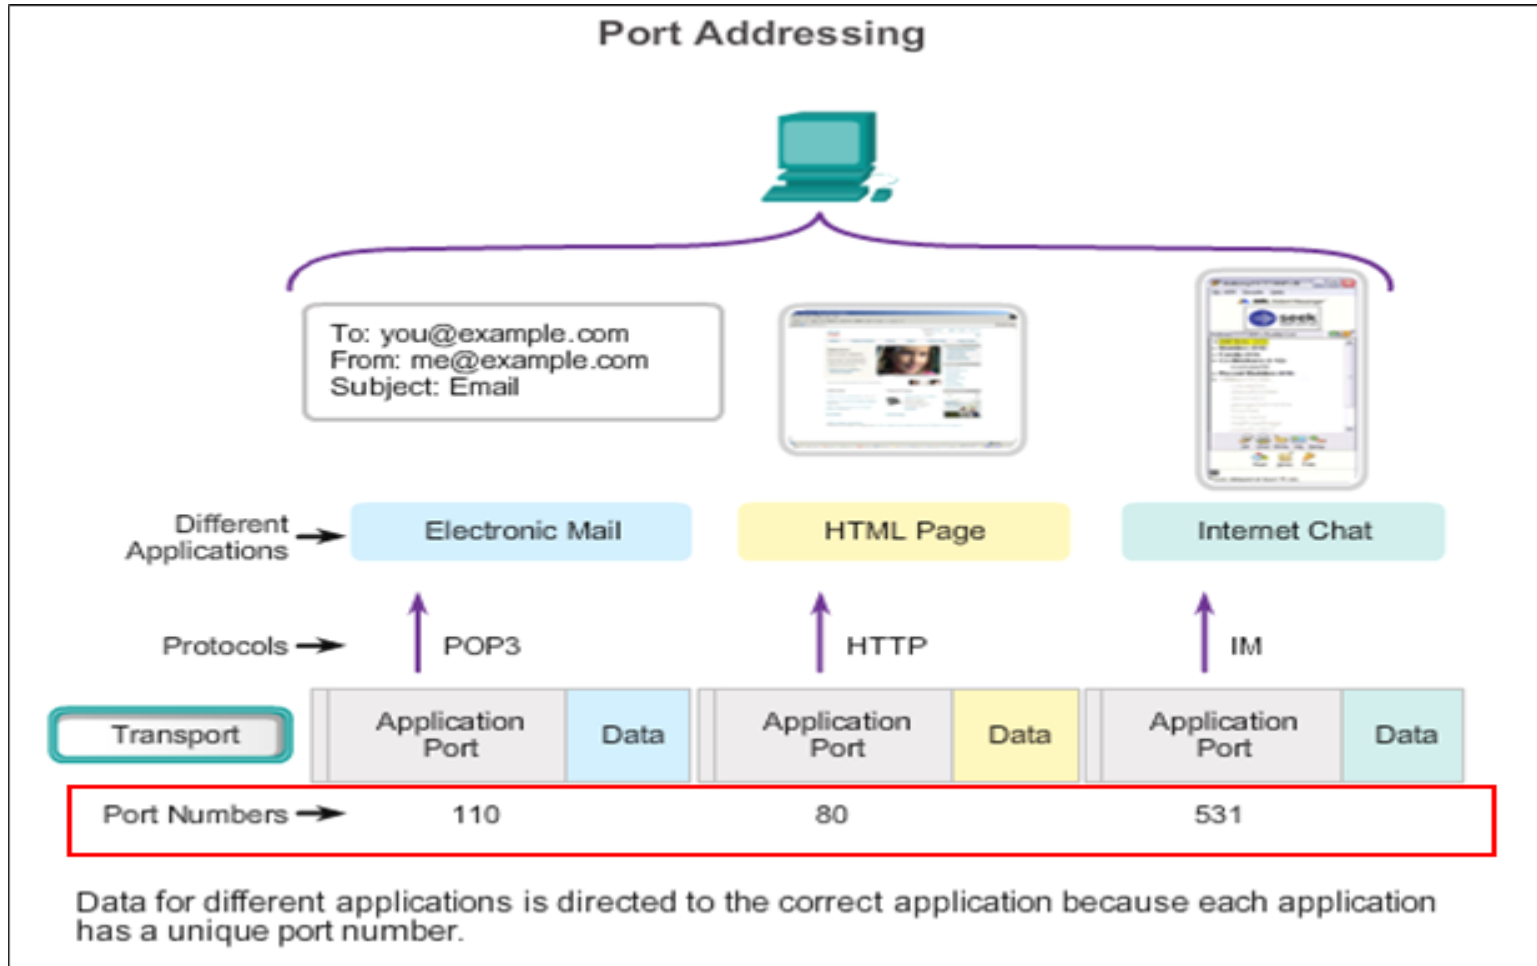 Port Addressing
To: you@example.com
From: me@example.com
Subject: Email
seek
Different
Applications
Electronic Mail
HTML Page
Internet Chat
Protocols
POP3
HTTP
IM
Transport
Application
Port
Data
Application
Port
Data
Application
Port
Data
Port Numbers
110
80
531
Data for different applications is directed to the correct application because each application
has a unique port number.